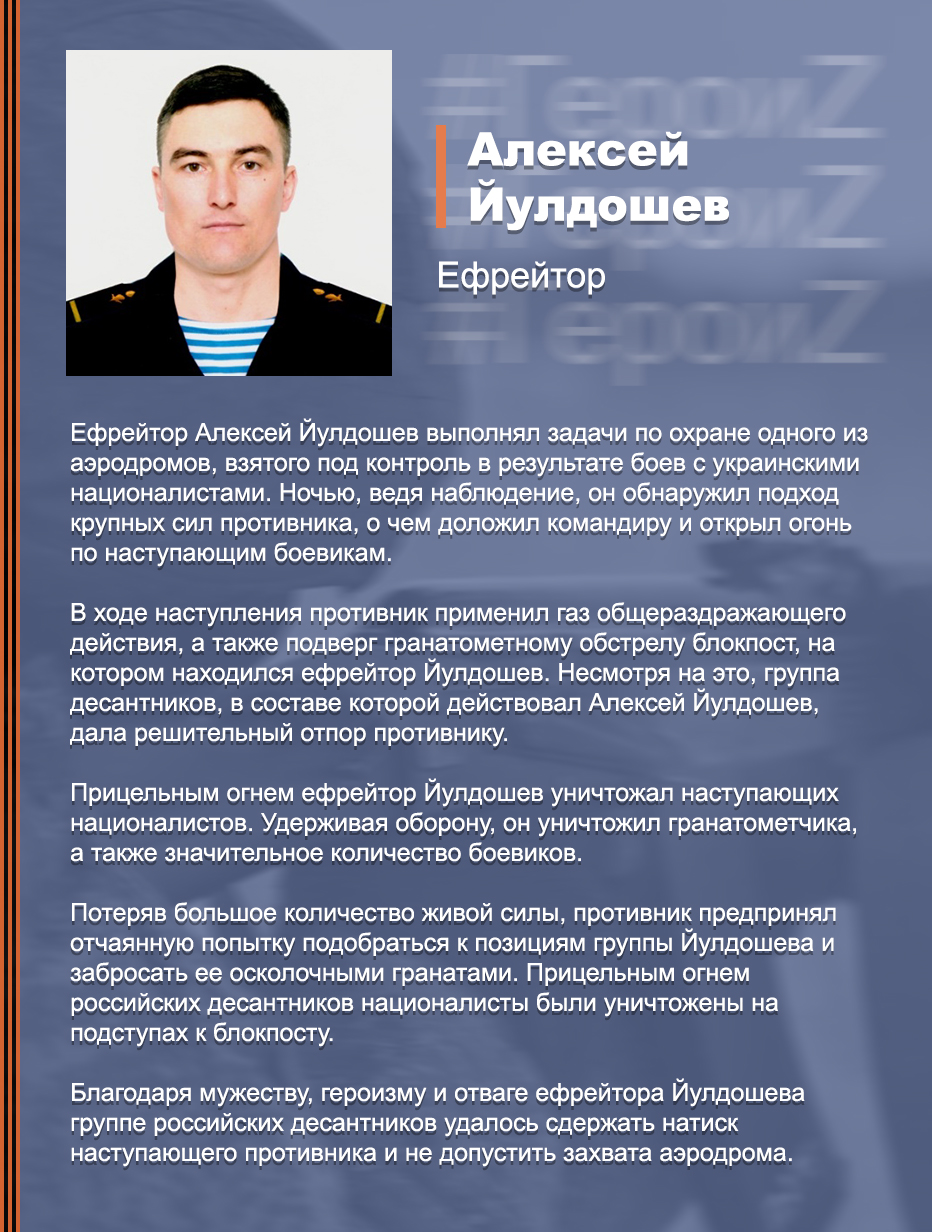 #ГероиZ
Алексей
#ГероиZ
Йулдошев
Ефрейтор
#ГероиZ
Ефрейтор Алексей Йулдошев выполнял задачи по охране одного из
аэродромов, взятого под контроль в результате боев с украинскими
националистами. Ночью, ведя наблюдение, он обнаружил подход
крупных сил противника, о чем доложил командиру и открыл огонь
по наступающим боевикам.
В ходе наступления противник применил газ общераздражающего
действия, а также подверг гранатометному обстрелу блокпост, на
котором находился ефрейтор Йулдошев. Несмотря на это, группа
десантников, в составе которой действовал Алексей Йулдошев,
дала решительный отпор противнику.
Прицельным огнем ефрейтор Йулдошев уничтожал наступающих
националистов. Удерживая оборону, он уничтожил гранатометчика,
а также значительное количество боевиков.
Потеряв большое количество живой силы, противник предпринял
отчаянную попытку подобраться к позициям группы Йулдошева и
забросать ее осколочными гранатами. Прицельным огнем
российских десантников националисты были уничтожены на
подступах к блокпосту.
Благодаря мужеству, героизму и отваге ефрейтора Йулдошева
группе российских десантников удалось сдержать натиск
наступающего противника и не допустить захвата аэродрома.